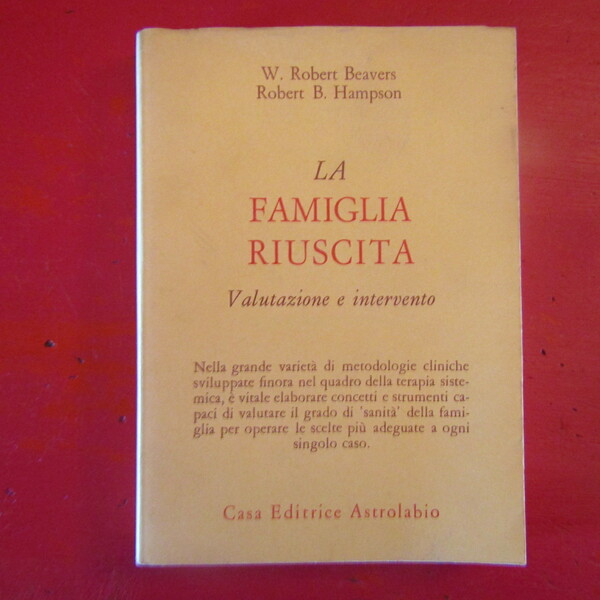 W. Robert Beavers
Robert B. Hampson
LA
FAMIGLIA
RIUSCITA
Valutazione e intervento
Nella grande varietà di metodologie cliniche
sviluppate finora nel quadro della terapia siste-
mica, è vitale elaborare concetti e strumenti ca-
paci di valutare il grado di 'sanità' della fami-
glia per operare le scelte più adeguate a ogni
singolo caso.
Casa Editrice Astrolabio